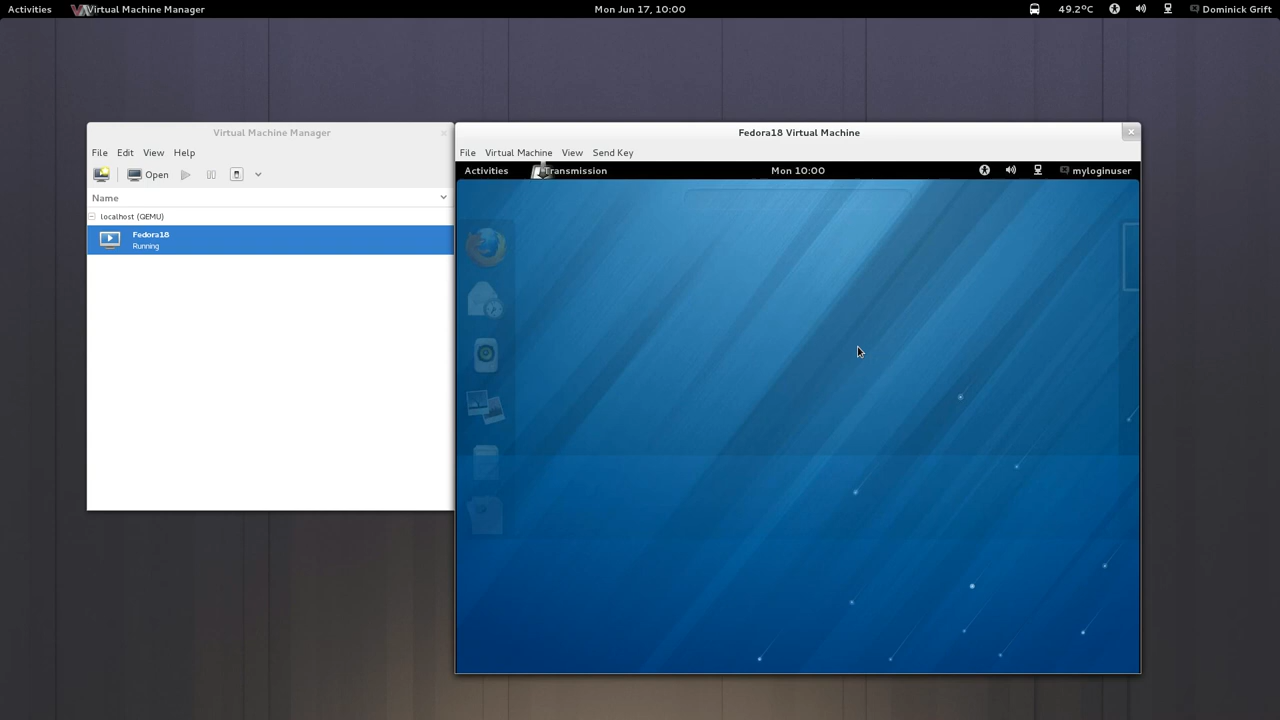 Activities Virtual Machine Manager Mon Jun 17, 10:00 49.2°C Dominick Grift
Virtual Machine Manager
File Edit View Help
Open
Name
localhost (QEMU)
Fedora18
Running
Fedora18 Virtual Machine
File Virtual Machine View Send Key
Activities Transmission Mon 10:00 myloginuser